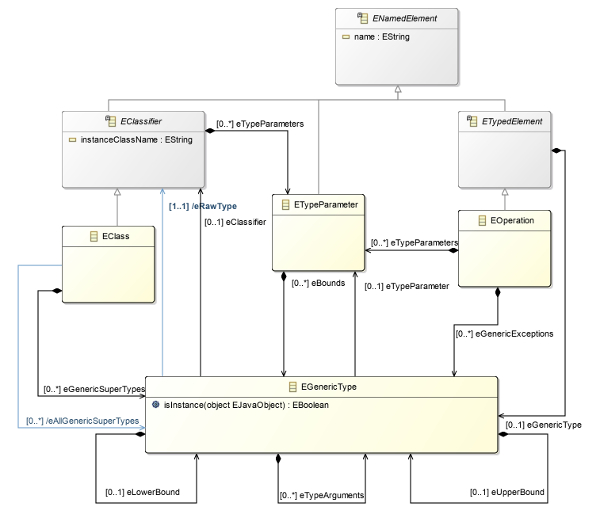 ENamedElement
name : EString
EClassifier
instanceClassName : EString
[0..*] eTypeParameters
ETypedElement
[1..1] /eRawType
[0..1] eClassifier
ETypeParameter
EOperation
EClass
[0..*] eTypeParameters
[0..*] eBounds
[0..1] eTypeParameter
[0..*] eGenericExceptions
[0..*] eGenericSuperTypes
EGenericType
isInstance(object EJavaObject) : EBoolean
[0..*] /eAllGenericSuperTypes
[0..1] eGenericType
[0..1] eLowerBound
[0..*] eTypeArguments
[0..1] eUpperBound